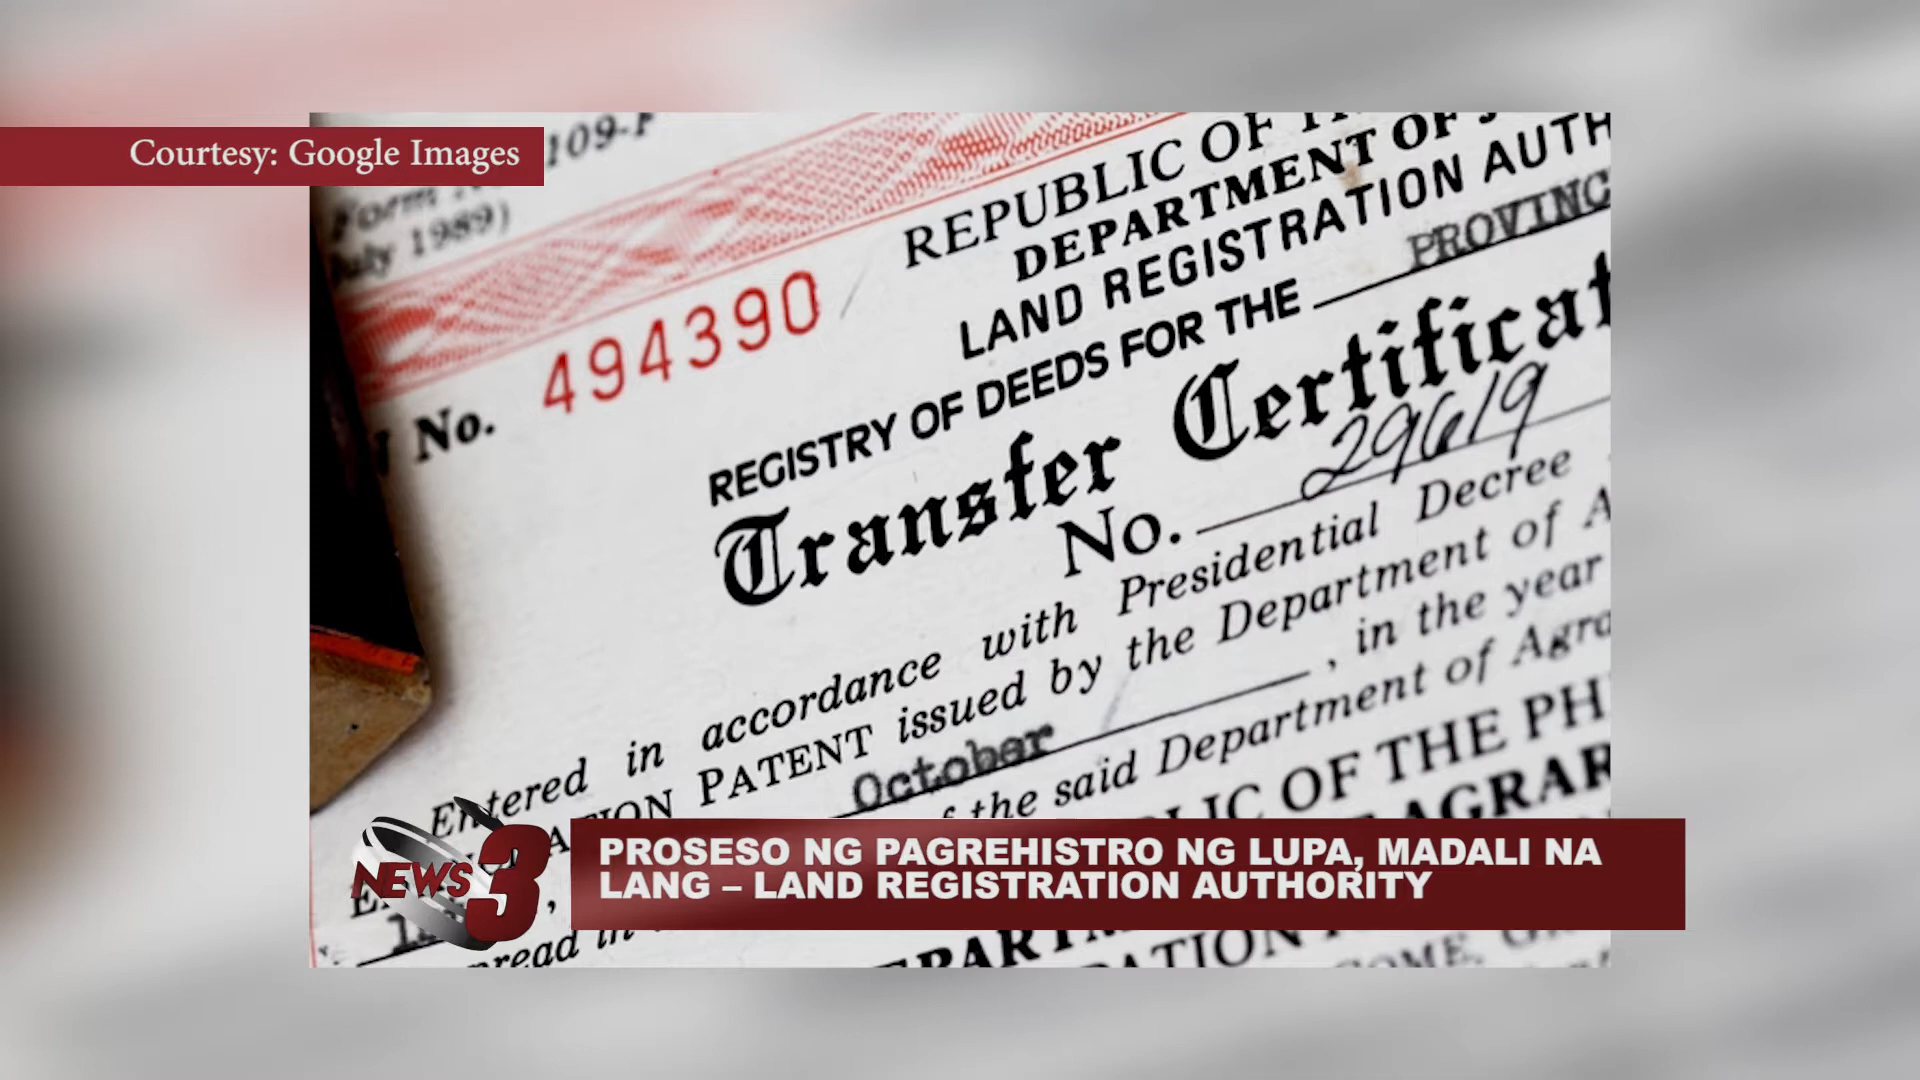 Courtesy: Google Images
109-
Form
July 1989)
REPUBLIC OF
DEPARTMENT OF
LAND REGISTRATION AUTH
REGISTRY OF DEEDS FOR THE PROVINC
No. 494390
Transfer Certificat
No. 29619
Entered in accordance with Presidential Decree
PATENT issued by the Department of A
October , in the year
the said Department of Agra
OF THE PH
AGRAR
NEWS 3
PROSESO NG PAGREHISTRO NG LUPA, MADALI NA
LANG – LAND REGISTRATION AUTHORITY